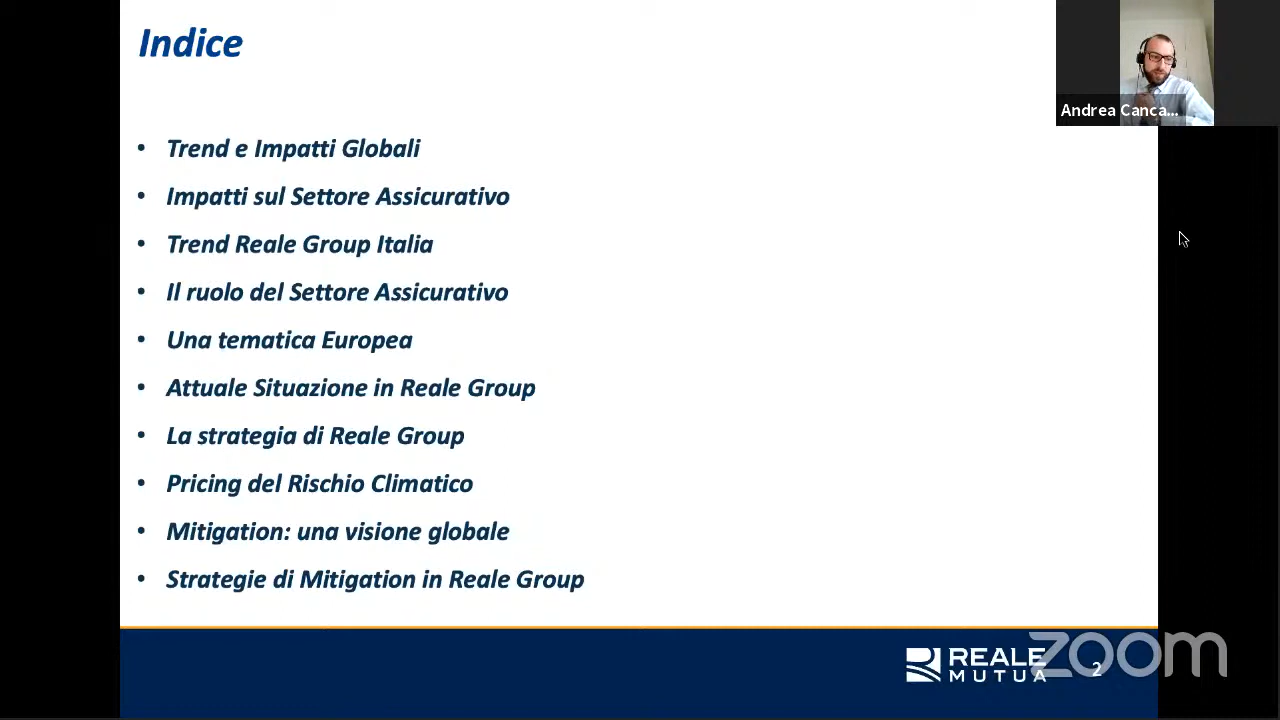 Indice
Andrea Canca...
• Trend e Impatti Globali
• Impatti sul Settore Assicurativo
• Trend Reale Group Italia
• Il ruolo del Settore Assicurativo
• Una tematica Europea
• Attuale Situazione in Reale Group
• La strategia di Reale Group
• Pricing del Rischio Climatico
• Mitigation: una visione globale
• Strategie di Mitigation in Reale Group
REALE
MUTUA
2
zoom